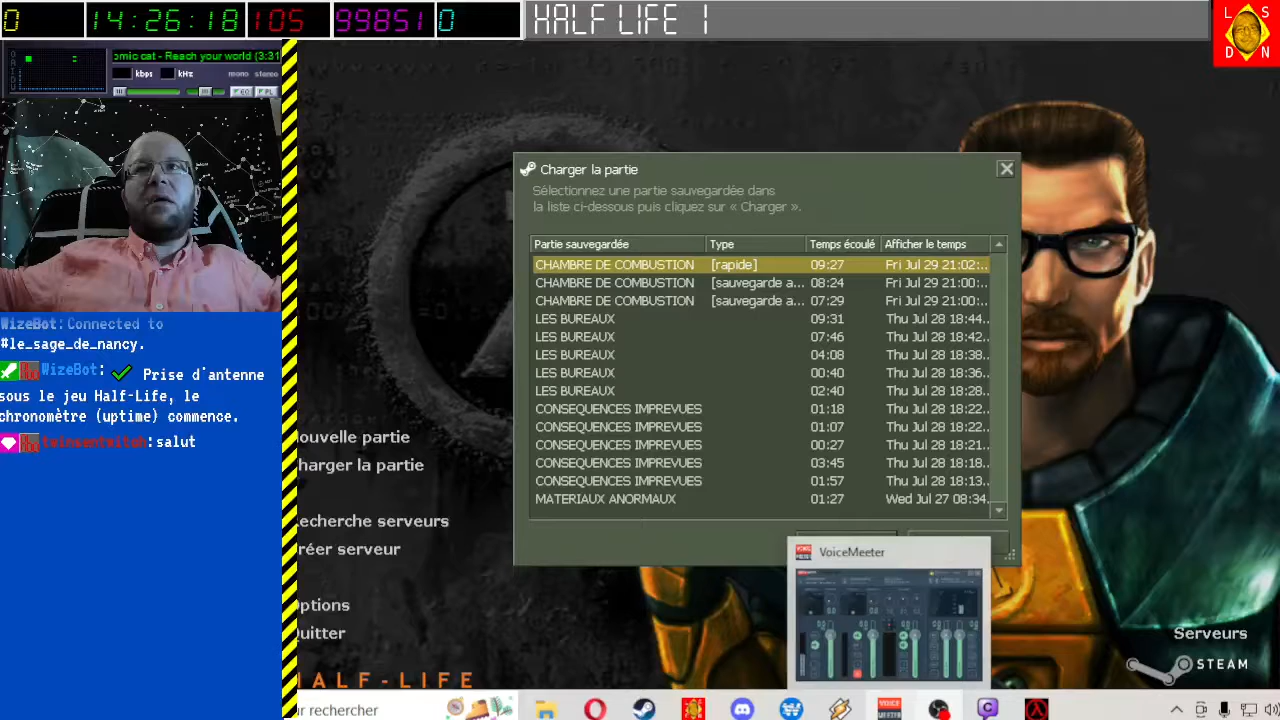 0
14:26:18
105
99851
0
HALF LIFE 1
L S
D N
omic cat - Reach your world (3:31
kbps
kHz
mono
stereo
EQ
PL
WizeBot: Connected to
#le_sage_de_nancy.
WizeBot: Prise d'antenne
sous le jeu Half-Life, le
chronomètre (uptime) commence.
twinsentwitch: salut
Charger la partie
Sélectionnez une partie sauvegardée dans
la liste ci-dessous puis cliquez sur « Charger ».
Partie sauvegardée Type Temps écoulé Afficher le temps
CHAMBRE DE COMBUSTION [rapide] 09:27 Fri Jul 29 21:02:..
CHAMBRE DE COMBUSTION [sauvegarde a... 08:24 Fri Jul 29 21:00:..
CHAMBRE DE COMBUSTION [sauvegarde a... 07:29 Fri Jul 29 21:00:..
LES BUREAUX 09:31 Thu Jul 28 18:44..
LES BUREAUX 07:46 Thu Jul 28 18:42..
LES BUREAUX 04:08 Thu Jul 28 18:38..
LES BUREAUX 00:40 Thu Jul 28 18:36..
LES BUREAUX 02:40 Thu Jul 28 18:28..
CONSEQUENCES IMPREVUES 01:18 Thu Jul 28 18:22..
CONSEQUENCES IMPREVUES 01:07 Thu Jul 28 18:22..
CONSEQUENCES IMPREVUES 00:27 Thu Jul 28 18:21..
CONSEQUENCES IMPREVUES 03:45 Thu Jul 28 18:18..
CONSEQUENCES IMPREVUES 01:57 Thu Jul 28 18:13..
MATERIAUX ANORMAUX 01:27 Wed Jul 27 08:34..
ouvelle partie
harger la partie
echerche serveurs
réer serveur
ptions
uitter
HALF-LIFE
VoiceMeeter
Serveurs
STEAM
ur rechercher